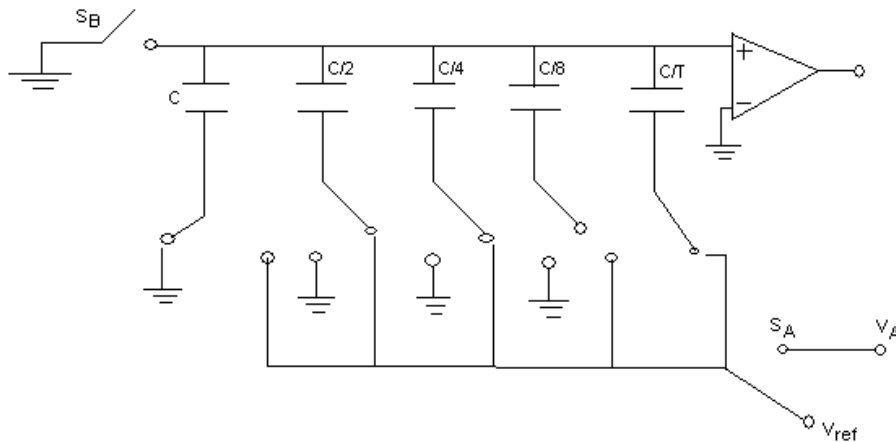 S_B
C
C/2
C/4
C/8
C/T
+
−
S_A
V_A
V_ref